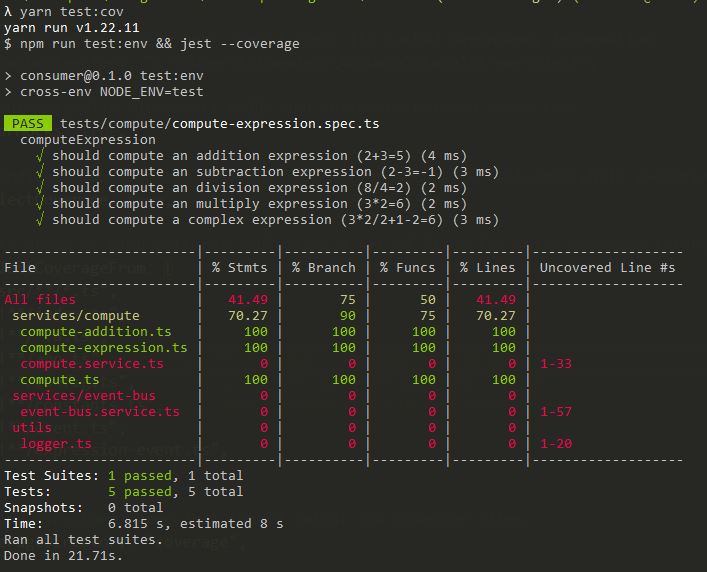 λ yarn test:cov
yarn run v1.22.11
$ npm run test:env && jest --coverage
> consumer@0.1.0 test:env
> cross-env NODE_ENV=test
PASS tests/compute/compute-expression.spec.ts
computeExpression
√ should compute an addition expression (2+3=5) (4 ms)
√ should compute an subtraction expression (2-3=-1) (3 ms)
√ should compute an division expression (8/4=2) (2 ms)
√ should compute an multiply expression (3*2=6) (2 ms)
√ should compute a complex expression (3*2/2+1-2=6) (3 ms)
-----------------------|---------|----------|---------|---------|-------------------
File | % Stmts | % Branch | % Funcs | % Lines | Uncovered Line #s
-----------------------|---------|----------|---------|---------|-------------------
All files | 41.49 | 75 | 50 | 41.49 |
services/compute | 70.27 | 90 | 75 | 70.27 |
compute-addition.ts | 100 | 100 | 100 | 100 |
compute-expression.ts | 100 | 100 | 100 | 100 |
compute.service.ts | 0 | 0 | 0 | 0 | 1-33
compute.ts | 100 | 100 | 100 | 100 |
services/event-bus | 0 | 0 | 0 | 0 |
event-bus.service.ts | 0 | 0 | 0 | 0 | 1-57
utils | 0 | 0 | 0 | 0 |
logger.ts | 0 | 0 | 0 | 0 | 1-20
-----------------------|---------|----------|---------|---------|-------------------
Test Suites: 1 passed, 1 total
Tests: 5 passed, 5 total
Snapshots: 0 total
Time: 6.815 s, estimated 8 s
Ran all test suites.
Done in 21.71s.